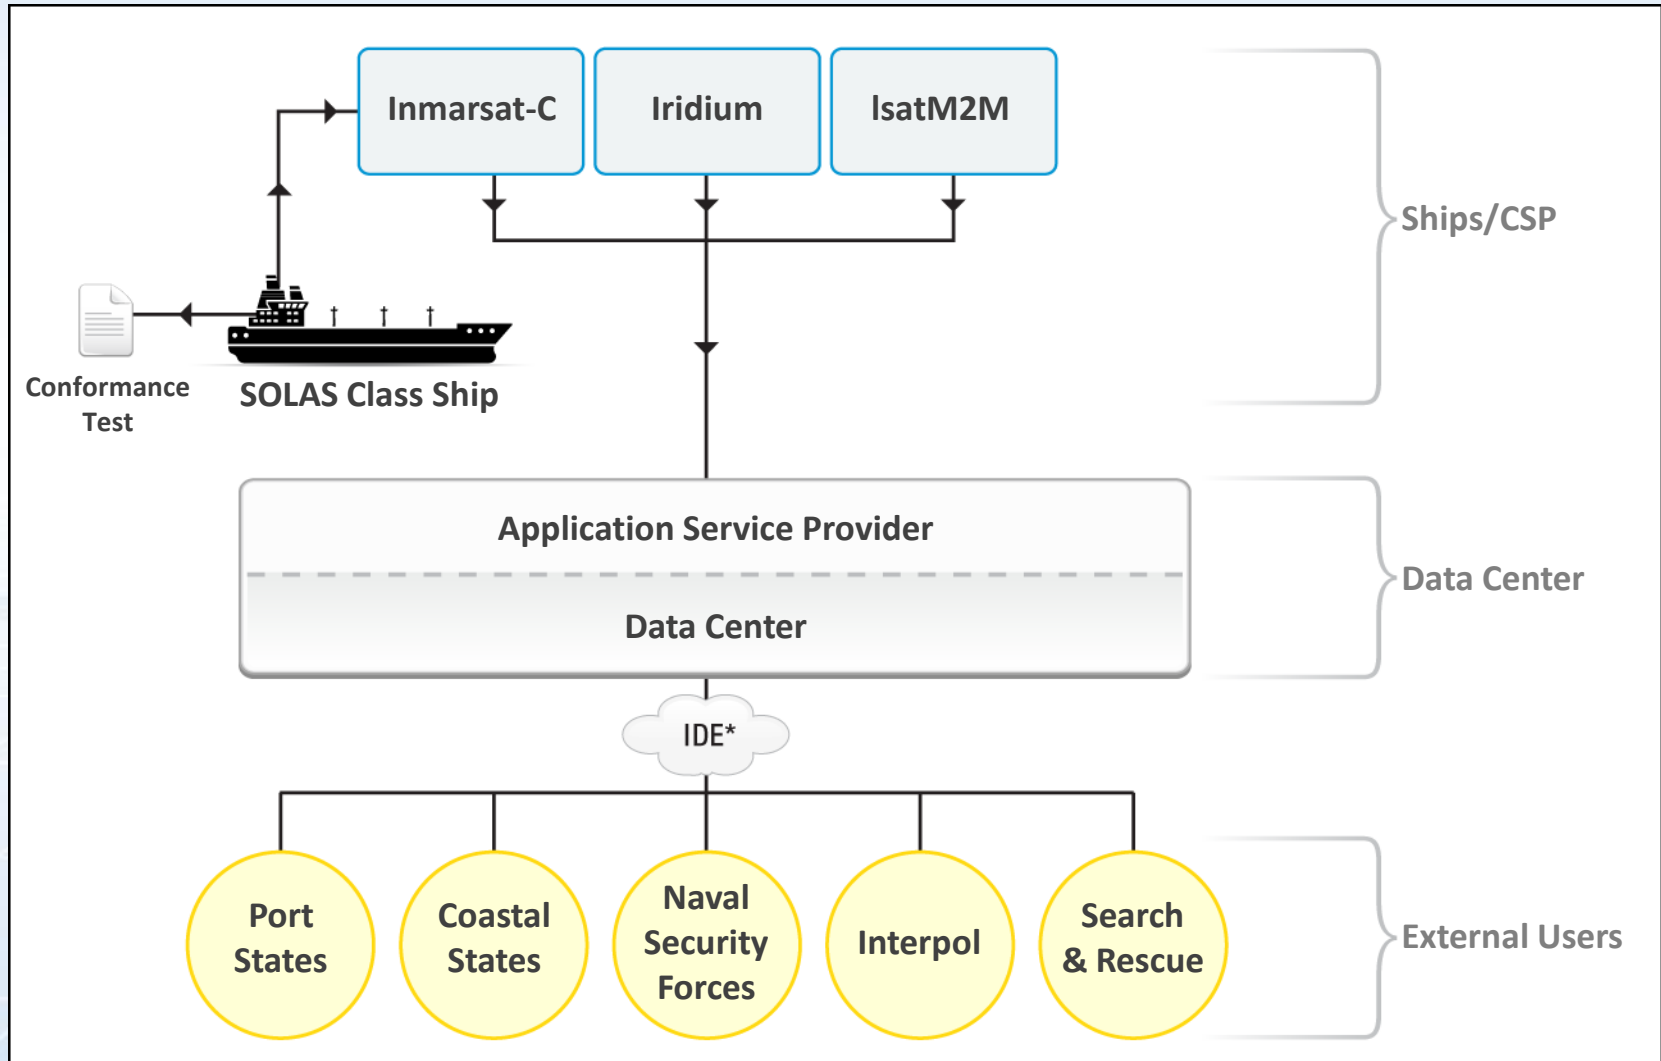 Inmarsat-C
Iridium
lsatM2M
Ships/CSP
Conformance
Test
SOLAS Class Ship
Application Service Provider
Data Center
Data Center
IDE*
Port
States
Coastal
States
Naval
Security
Forces
Interpol
Search
& Rescue
External Users